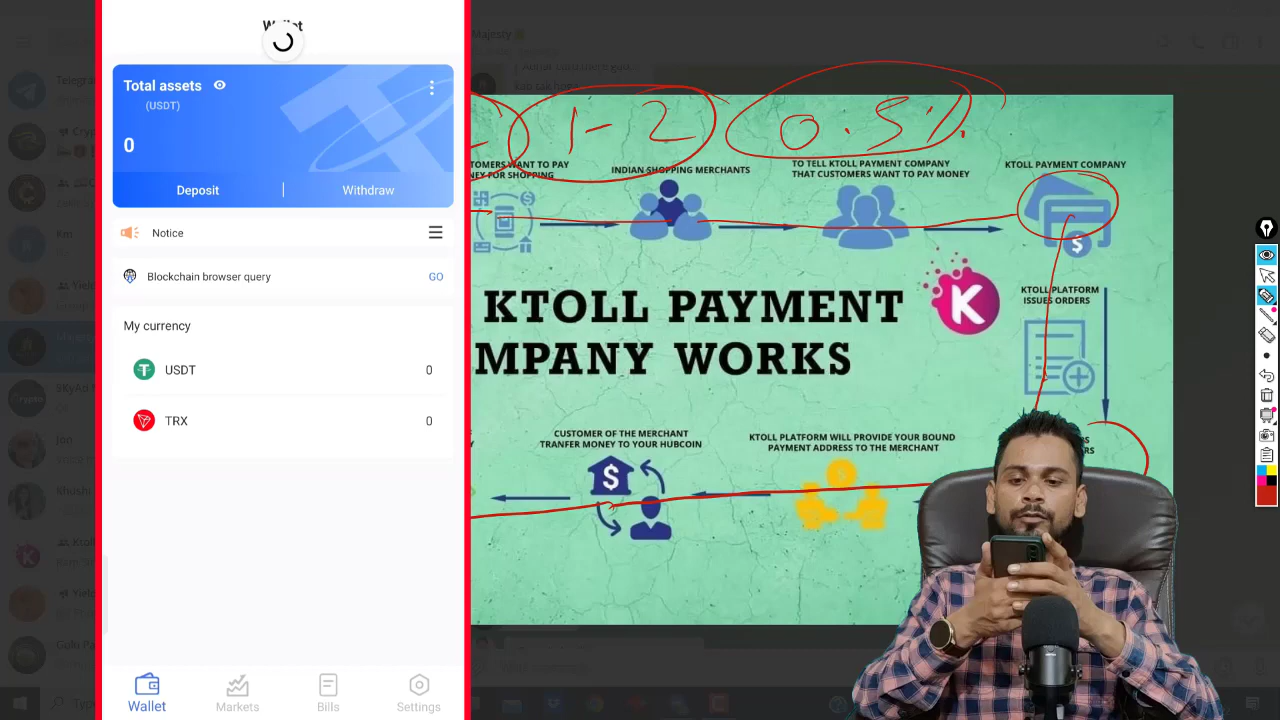 Wallet
Total assets
(USDT)
0
Deposit
Withdraw
Notice
Blockchain browser query
GO
My currency
USDT
0
TRX
0
Wallet
Markets
Bills
Settings
Majesty
1-2
0.5%
WANT TO PAY
FOR SHOPPING
INDIAN SHOPPING MERCHANTS
TO TELL KTOLL PAYMENT COMPANY
THAT CUSTOMERS WANT TO PAY MONEY
KTOLL PAYMENT COMPANY
KTOLL PLATFORM
ISSUES ORDERS
KTOLL PAYMENT
MPANY WORKS
K
CUSTOMER OF THE MERCHANT
TRANFER MONEY TO YOUR HUBCOIN
KTOLL PLATFORM WILL PROVIDE YOUR BOUND
PAYMENT ADDRESS TO THE MERCHANT